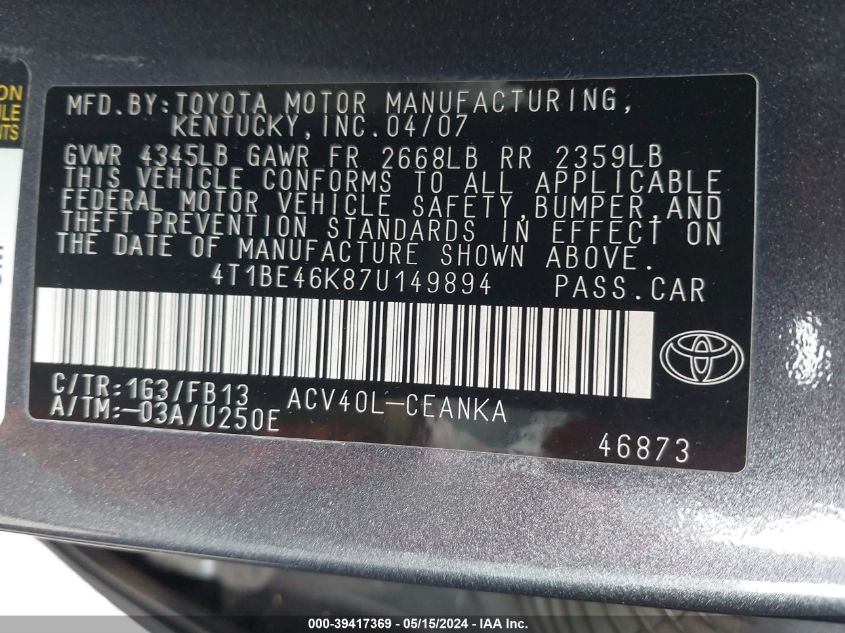 ON
ILE
NTS
MFD.BY:TOYOTA MOTOR MANUFACTURING,
KENTUCKY,INC.04/07
GVWR 4345LB GAWR FR 2668LB RR 2359LB
THIS VEHICLE CONFORMS TO ALL APPLICABLE
FEDERAL MOTOR VEHICLE SAFETY,BUMPER,AND
THEFT PREVENTION STANDARDS IN EFFECT ON
THE DATE OF MANUFACTURE SHOWN ABOVE.
4T1BE46K87U149894 PASS.CAR
C/TR:1G3/FB13 ACV40L-CEANKA
A/TM:-03A/U250E
46873
000-39417369 - 05/15/2024 - IAA, Inc.